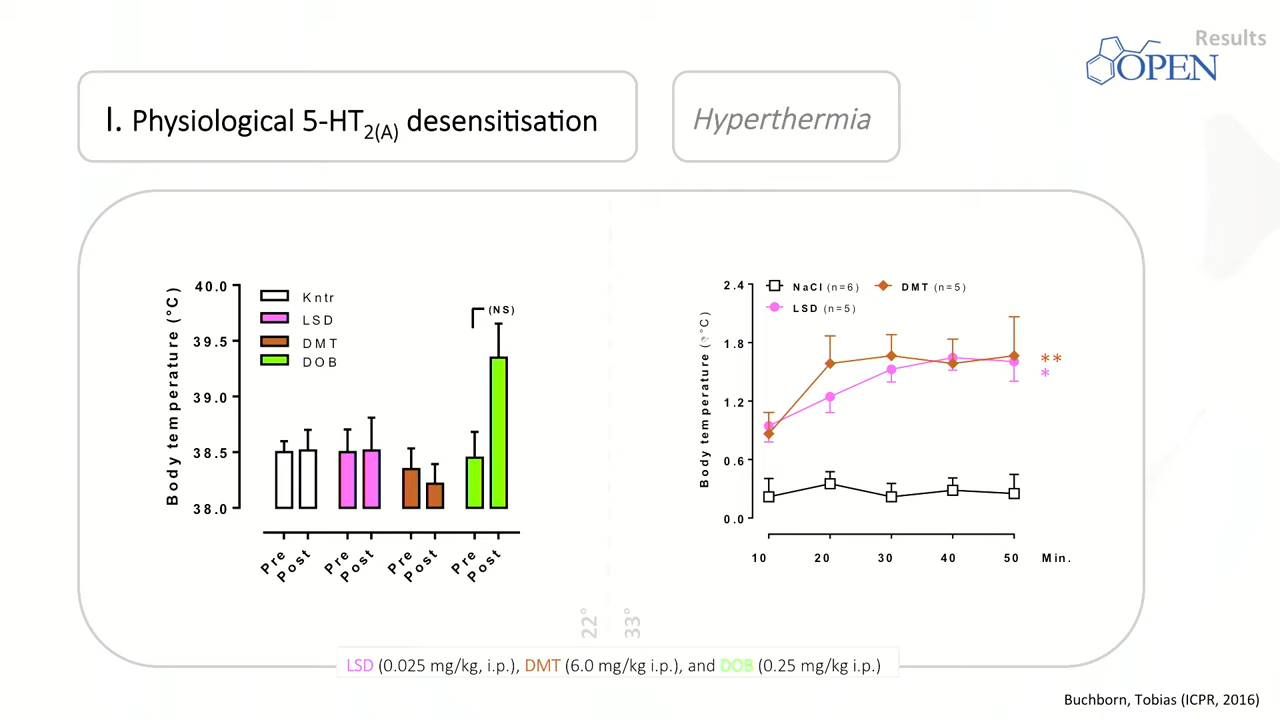 Results
OPEN
I. Physiological 5-HT2(A) desensitisation
Hyperthermia
Body temperature (°C)
40.0
39.5
39.0
38.5
38.0
Kntr
LSD
DMT
DOB
(NS)
Pre
Post
Pre
Post
Pre
Post
Pre
Post
22°
Body temperature (°C)
2.4
1.8
1.2
0.6
0.0
NaCl (n=6)
DMT (n=5)
LSD (n=5)
**
*
10 20 30 40 50 Min.
33°
LSD (0.025 mg/kg, i.p.), DMT (6.0 mg/kg i.p.), and DOB (0.25 mg/kg i.p.)
Buchborn, Tobias (ICPR, 2016)